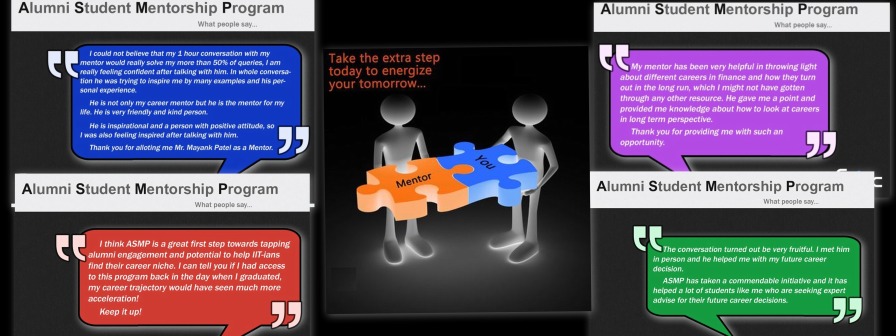 Alumni Student Mentorship Program
What people say...
I could not believe that my 1 hour conversation with my
mentor would really solve my more than 50% of queries, I am
really feeling confident after talking with him. In whole conversa-
tion he was trying to inspire me by many examples and his per-
sonal experience.
He is not only my career mentor but he is the mentor for my
life. He is very friendly and kind person.
He is inspirational and a person with positive attitude, so
I was also feeling inspired after talking with him.
Thank you for alloting me Mr. Mayank Patel as a Mentor.
Alumni Student Mentorship Program
What people say...
I think ASMP is a great first step towards tapping
alumni engagement and potential to help IIT-ians
find their career niche. I can tell you if I had access
to this program back in the day when I graduated,
my career trajectory would have seen much more
acceleration!
Keep it up!
Take the extra step
today to energize
your tomorrow...
Mentor
You
Alumni Student Mentorship Program
What people say...
My mentor has been very helpful in throwing light
about different careers in finance and how they turn
out in the long run, which I might not have gotten
through any other resource. He gave me a point and
provided me knowledge about how to look at careers
in long term perspective.
Thank you for providing me with such an
opportunity.
Alumni Student Mentorship Program
What people say...
The conversation turned out be very fruitful. I met him
in person and he helped me with my future career
decision.
ASMP has taken a commendable initiative and it has
helped a lot of students like me who are seeking expert
advise for their future career decisions.